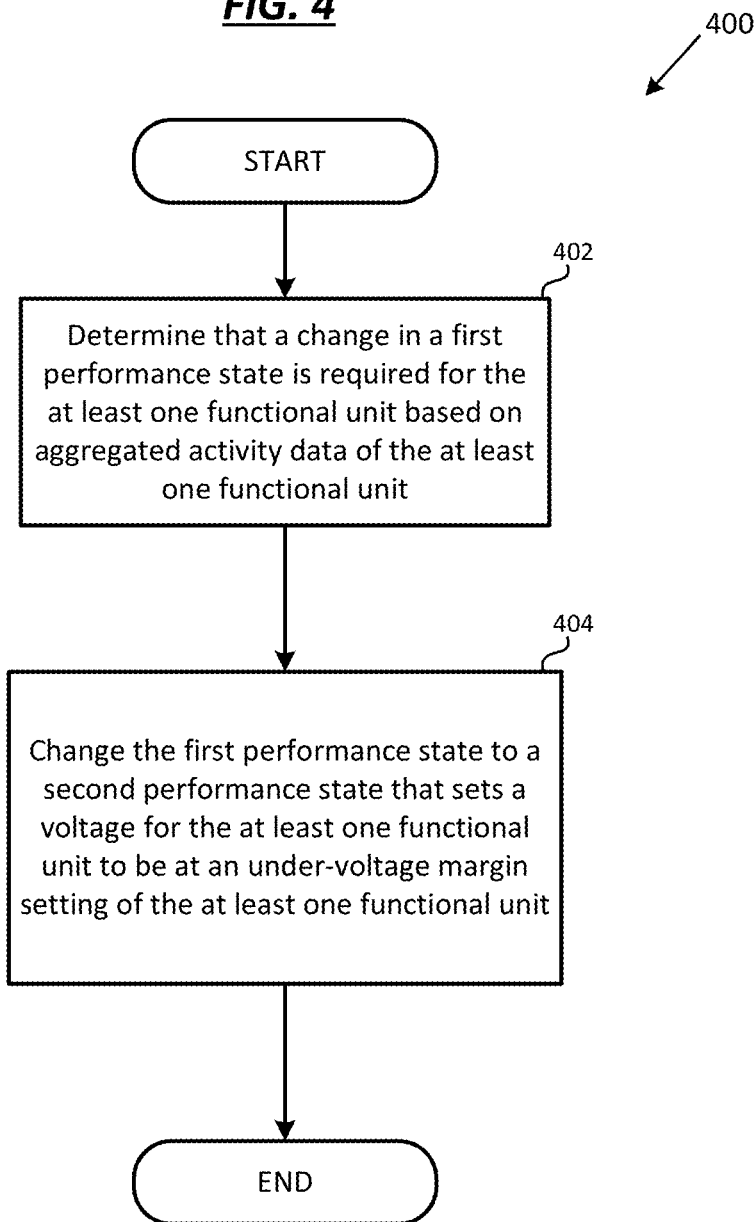 FIG. 4
400
START
402
Determine that a change in a first
performance state is required for the
at least one functional unit based on
aggregated activity data of the at least
one functional unit
404
Change the first performance state to a
second performance state that sets a
voltage for the at least one functional
unit to be at an under-voltage margin
setting of the at least one functional unit
END